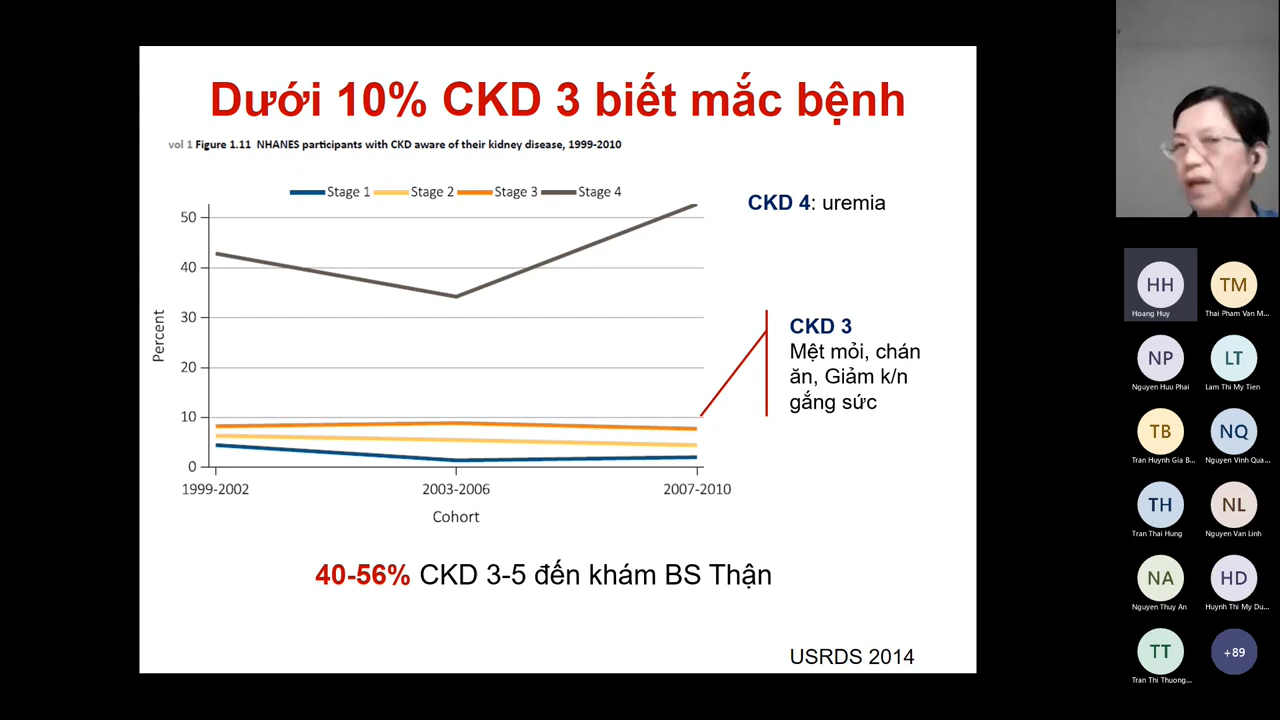 Dưới 10% CKD 3 biết mắc bệnh
vol 1 Figure 1.11 NHANES participants with CKD aware of their kidney disease, 1999-2010
Stage 1 Stage 2 Stage 3 Stage 4
50
40
30
20
10
0
Percent
1999-2002 2003-2006 2007-2010
Cohort
CKD 4: uremia
CKD 3
Mệt mỏi, chán
ăn, Giảm k/n
gắng sức
40-56% CKD 3-5 đến khám BS Thận
USRDS 2014
HH
Hoang Huy
TM
Thai Pham Van M...
NP
Nguyen Huu Phai
LT
Lam Thi My Tien
TB
Tran Huynh Gia B...
NQ
Nguyen Vinh Qua...
TH
Tran Thai Hung
NL
Nguyen Van Linh
NA
Nguyen Thuy An
HD
Huynh Thi My Du...
TT
Tran Thi Thuong...
+89